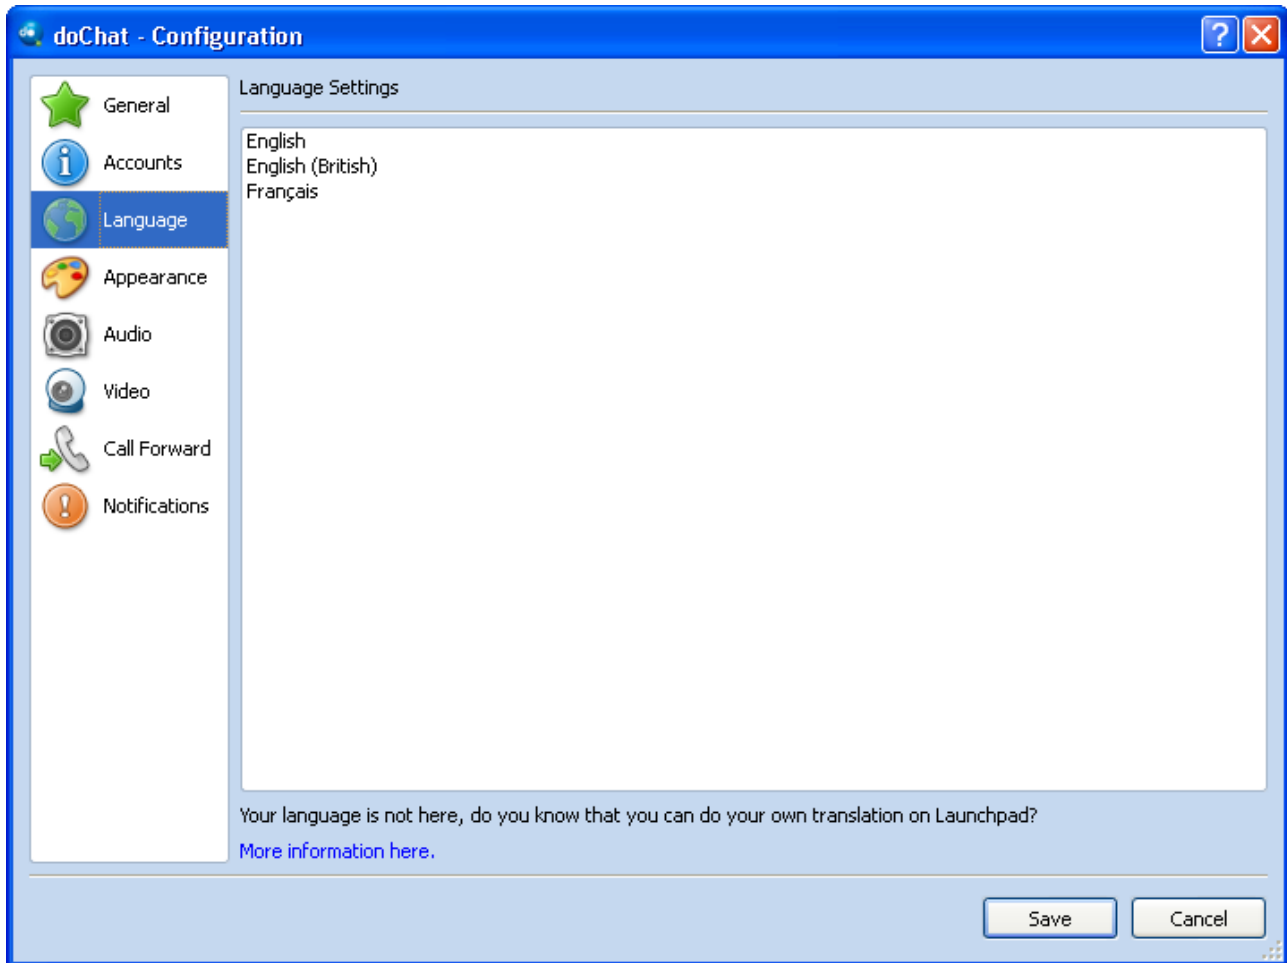 doChat - Configuration
General
Accounts
Language
Appearance
Audio
Video
Call Forward
Notifications
Language Settings
English
English (British)
Français
Your language is not here, do you know that you can do your own translation on Launchpad?
More information here.
Save
Cancel